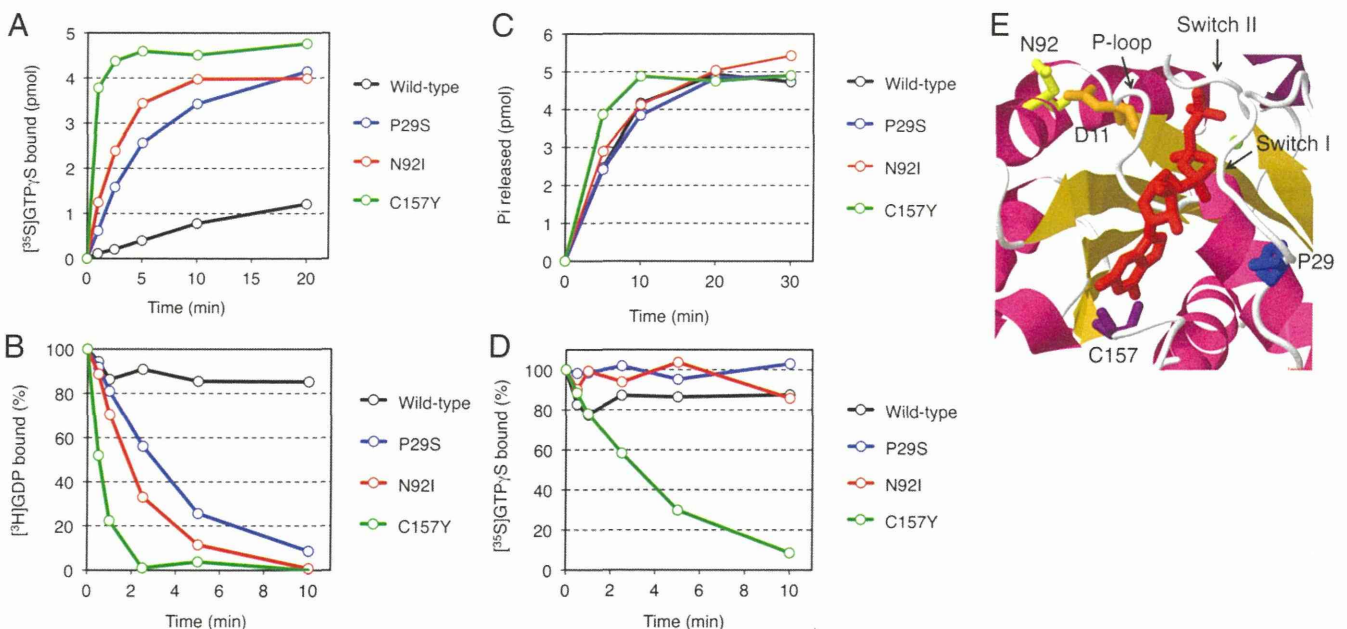 A
[³⁵S]GTPγS bound (pmol)
5
4
3
2
1
0
0 5 10 15 20
Time (min)
Wild-type
P29S
N92I
C157Y
C
Pi released (pmol)
6
5
4
3
2
1
0
0 10 20 30
Time (min)
Wild-type
P29S
N92I
C157Y
E
Switch II
N92
P-loop
D11
Switch I
P29
C157
B
[³H]GDP bound (%)
100
80
60
40
20
0
0 2 4 6 8 10
Time (min)
Wild-type
P29S
N92I
C157Y
D
[³⁵S]GTPγS bound (%)
100
80
60
40
20
0
0 2 4 6 8 10
Time (min)
Wild-type
P29S
N92I
C157Y